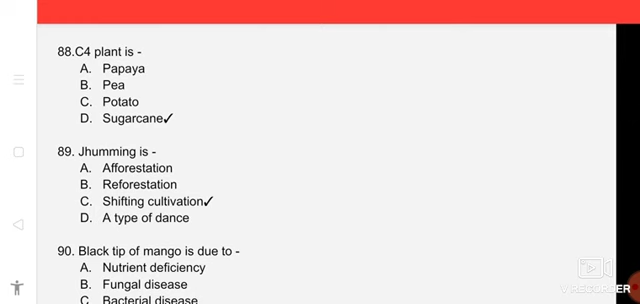 88.C4 plant is -
A. Papaya
B. Pea
C. Potato
D. Sugarcane✓
89. Jhumming is -
A. Afforestation
B. Reforestation
C. Shifting cultivation✓
D. A type of dance
90. Black tip of mango is due to -
A. Nutrient deficiency
B. Fungal disease
C Bacterial disease